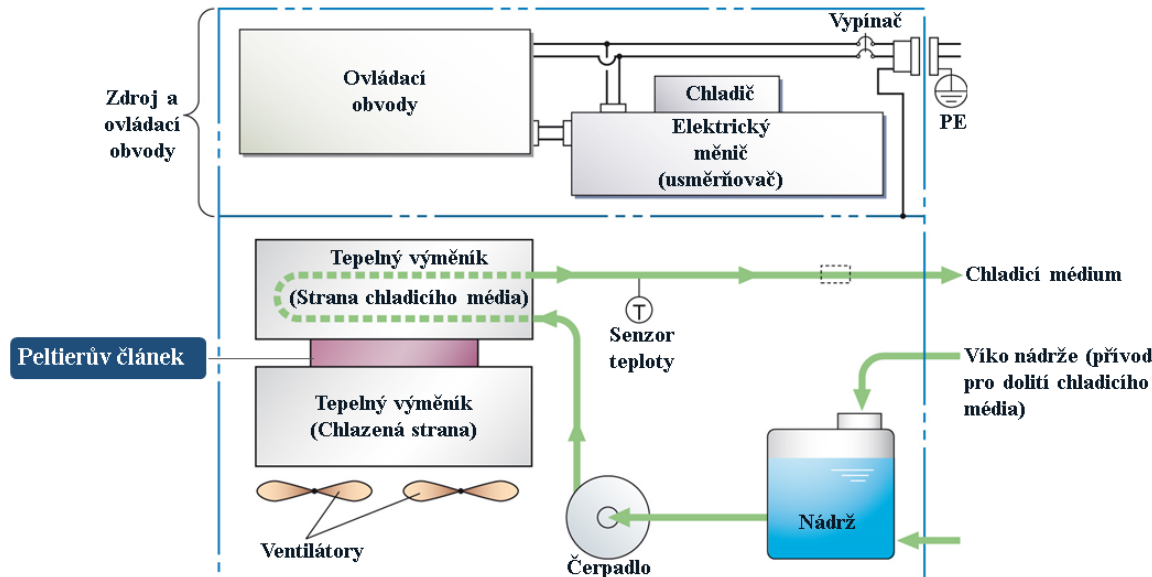 Vypínač
Zdroj a
ovládací
obvody
Ovládací
obvody
Chladič
Elektrický
měnič
(usměrňovač)
PE
Tepelný výměník
(Strana chladicího média)
Chladicí médium
T
Senzor
teploty
Peltierův článek
Víko nádrže (přívod
pro dolití chladicího
média)
Tepelný výměník
(Chlazená strana)
Nádrž
Ventilátory
Čerpadlo